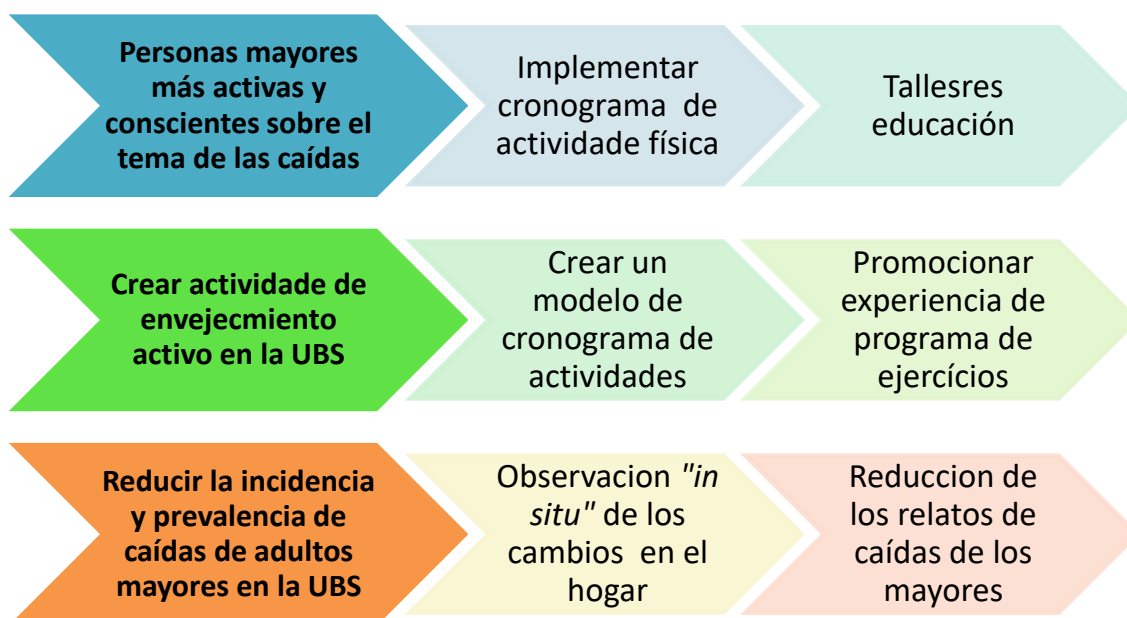 Personas mayores
más activas y
conscientes sobre el
tema de las caídas
Implementar
cronograma de
actividade física
Tallesres
educación
Crear actividade de
envejecmiento
activo en la UBS
Crear un
modelo de
cronograma de
actividades
Promocionar
experiencia de
programa de
ejercícios
Reducir la incidencia
y prevalencia de
caídas de adultos
mayores en la UBS
Observacion "in
situ" de los
cambios en el
hogar
Reduccion de
los relatos de
caídas de los
mayores